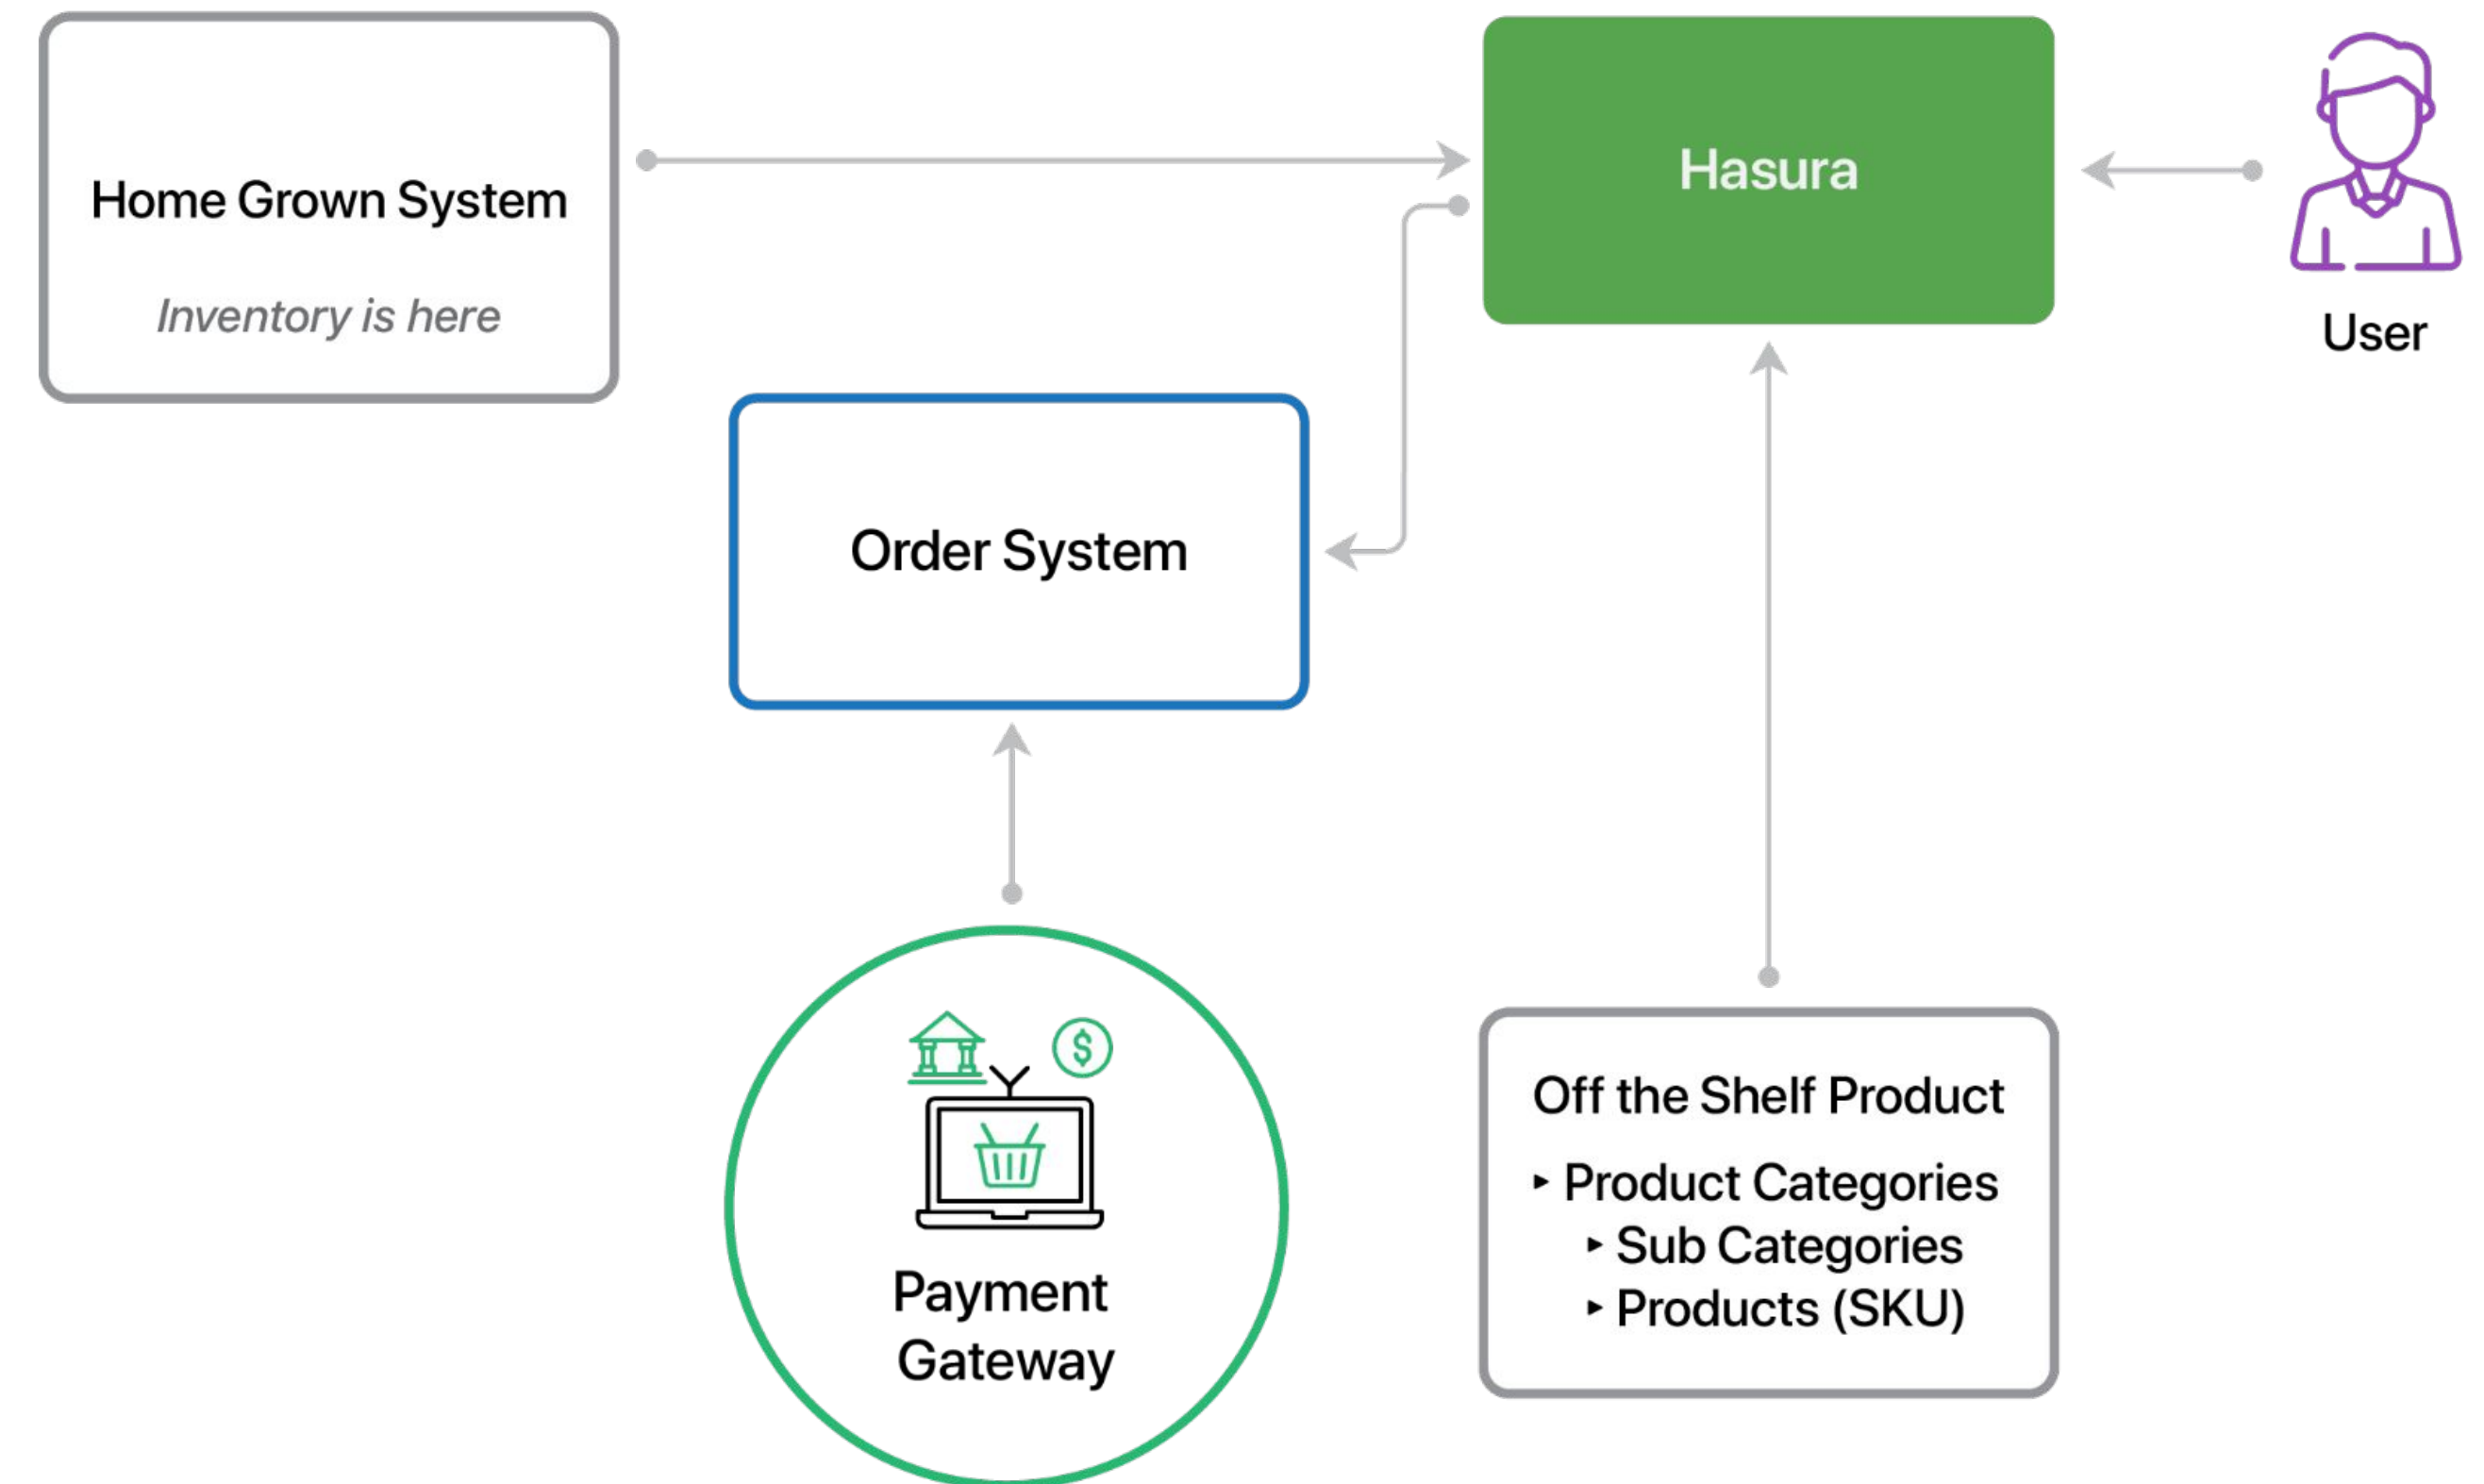 Home Grown System
Inventory is here
Hasura
User
Order System
Payment
Gateway
Off the Shelf Product
‣ Product Categories
‣ Sub Categories
‣ Products (SKU)